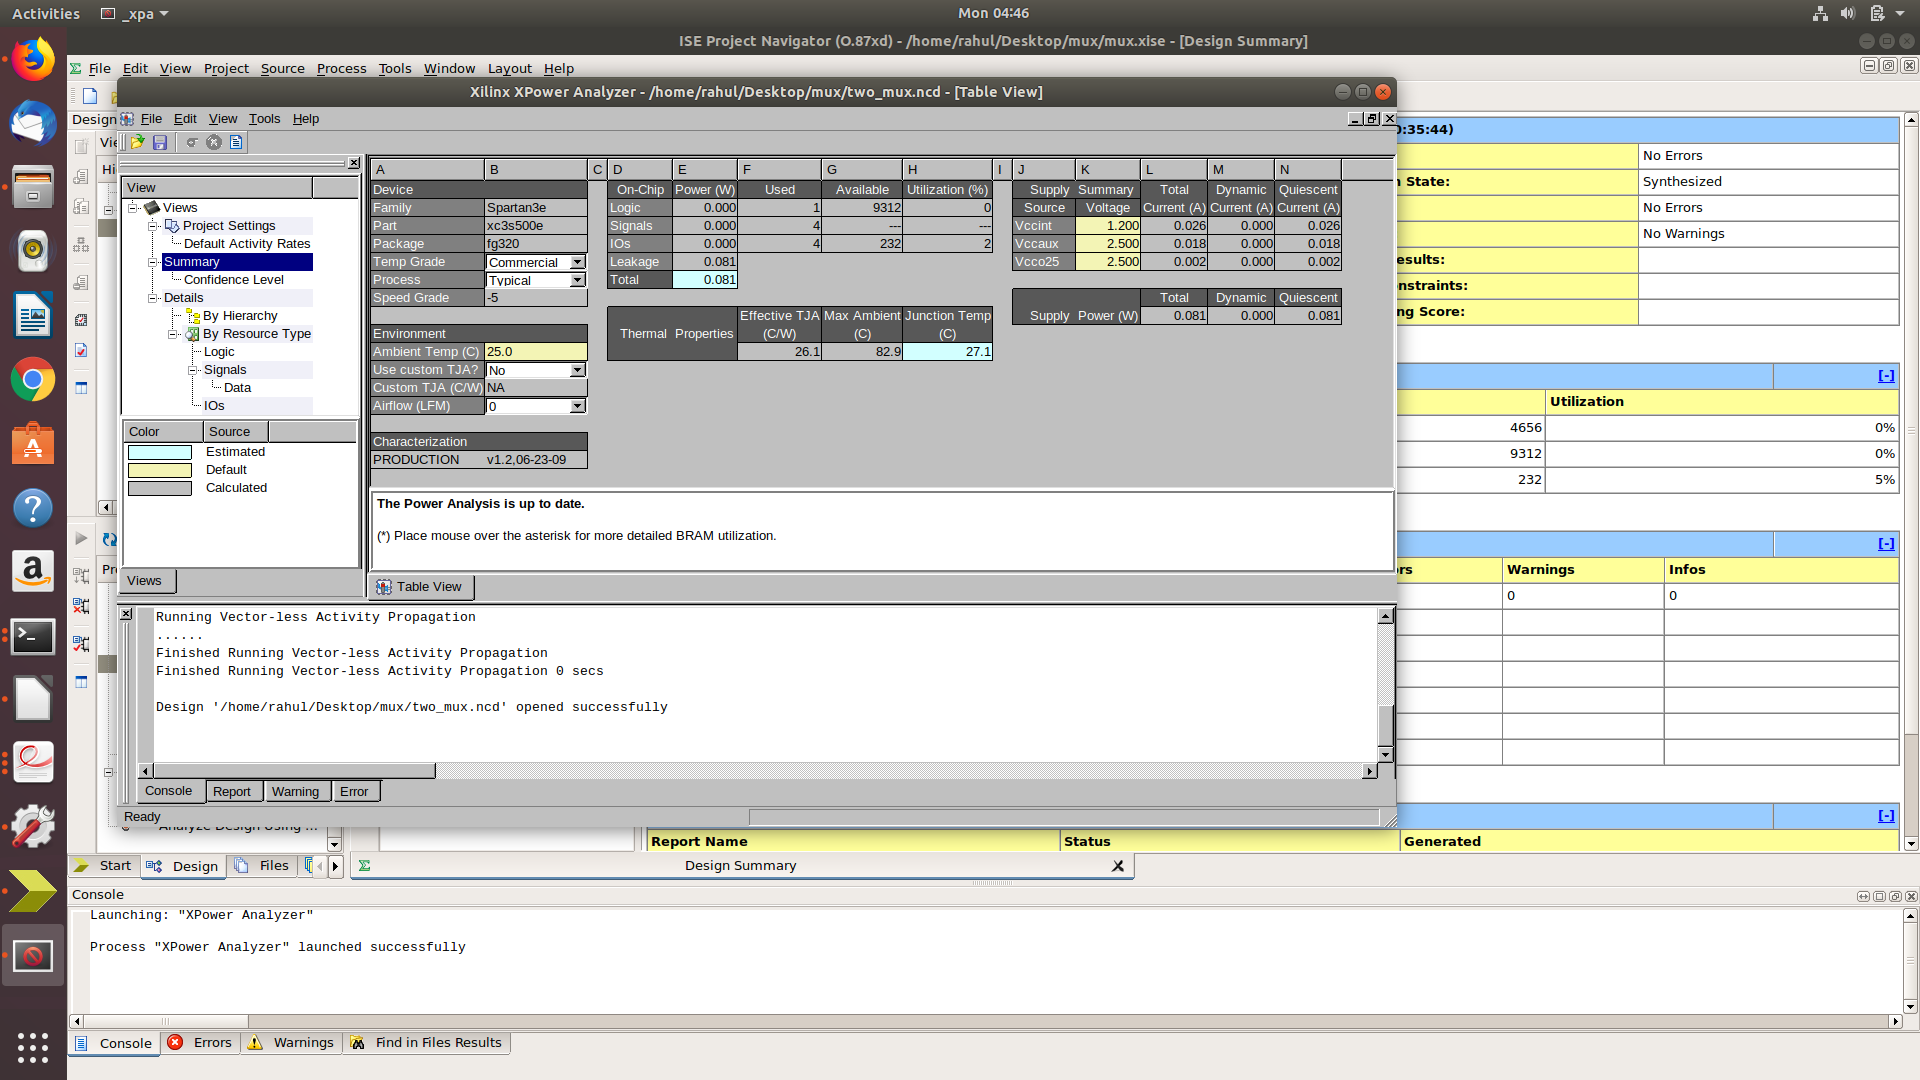 Activities
_xpa
Mon 04:46
ISE Project Navigator (O.87xd) - /home/rahul/Desktop/mux/mux.xise - [Design Summary]
File Edit View Project Source Process Tools Window Layout Help
Xilinx XPower Analyzer - /home/rahul/Desktop/mux/two_mux.ncd - [Table View]
File Edit View Tools Help
View
Views
Project Settings
Default Activity Rates
Summary
Confidence Level
Details
By Hierarchy
By Resource Type
Logic
Signals
Data
IOs
Color Source
Estimated
Default
Calculated
Views
A B C D E F G H I J K L M N
Device
Family Spartan3e
Part xc3s500e
Package fg320
Temp Grade Commercial
Process Typical
Speed Grade -5
Environment
Ambient Temp (C) 25.0
Use custom TJA? No
Custom TJA (C/W) NA
Airflow (LFM) 0
Characterization
PRODUCTION v1.2,06-23-09
On-Chip Power (W) Used Available Utilization (%)
Logic 0.000 1 9312 0
Signals 0.000 4 --- ---
IOs 0.000 4 232 2
Leakage 0.081
Total 0.081
Effective TJA Max Ambient Junction Temp
Thermal Properties (C/W) (C) (C)
26.1 82.9 27.1
Supply Summary Total Dynamic Quiescent
Source Voltage Current (A) Current (A) Current (A)
Vccint 1.200 0.026 0.000 0.026
Vccaux 2.500 0.018 0.000 0.018
Vcco25 2.500 0.002 0.000 0.002
Total Dynamic Quiescent
Supply Power (W) 0.081 0.000 0.081
The Power Analysis is up to date.
(*) Place mouse over the asterisk for more detailed BRAM utilization.
Table View
Running Vector-less Activity Propagation
......
Finished Running Vector-less Activity Propagation
Finished Running Vector-less Activity Propagation 0 secs
Design '/home/rahul/Desktop/mux/two_mux.ncd' opened successfully
Console Report Warning Error
Ready
Design
0:35:44)
No Errors
n State: Synthesized
No Errors
No Warnings
esults:
nstraints:
ng Score:
[-]
Utilization
4656 0%
9312 0%
232 5%
[-]
rs Warnings Infos
0 0
[-]
Report Name Status Generated
Analyze Design Using ...
Start Design Files
Design Summary
Console
Launching: "XPower Analyzer"
Process "XPower Analyzer" launched successfully
Console Errors Warnings Find in Files Results